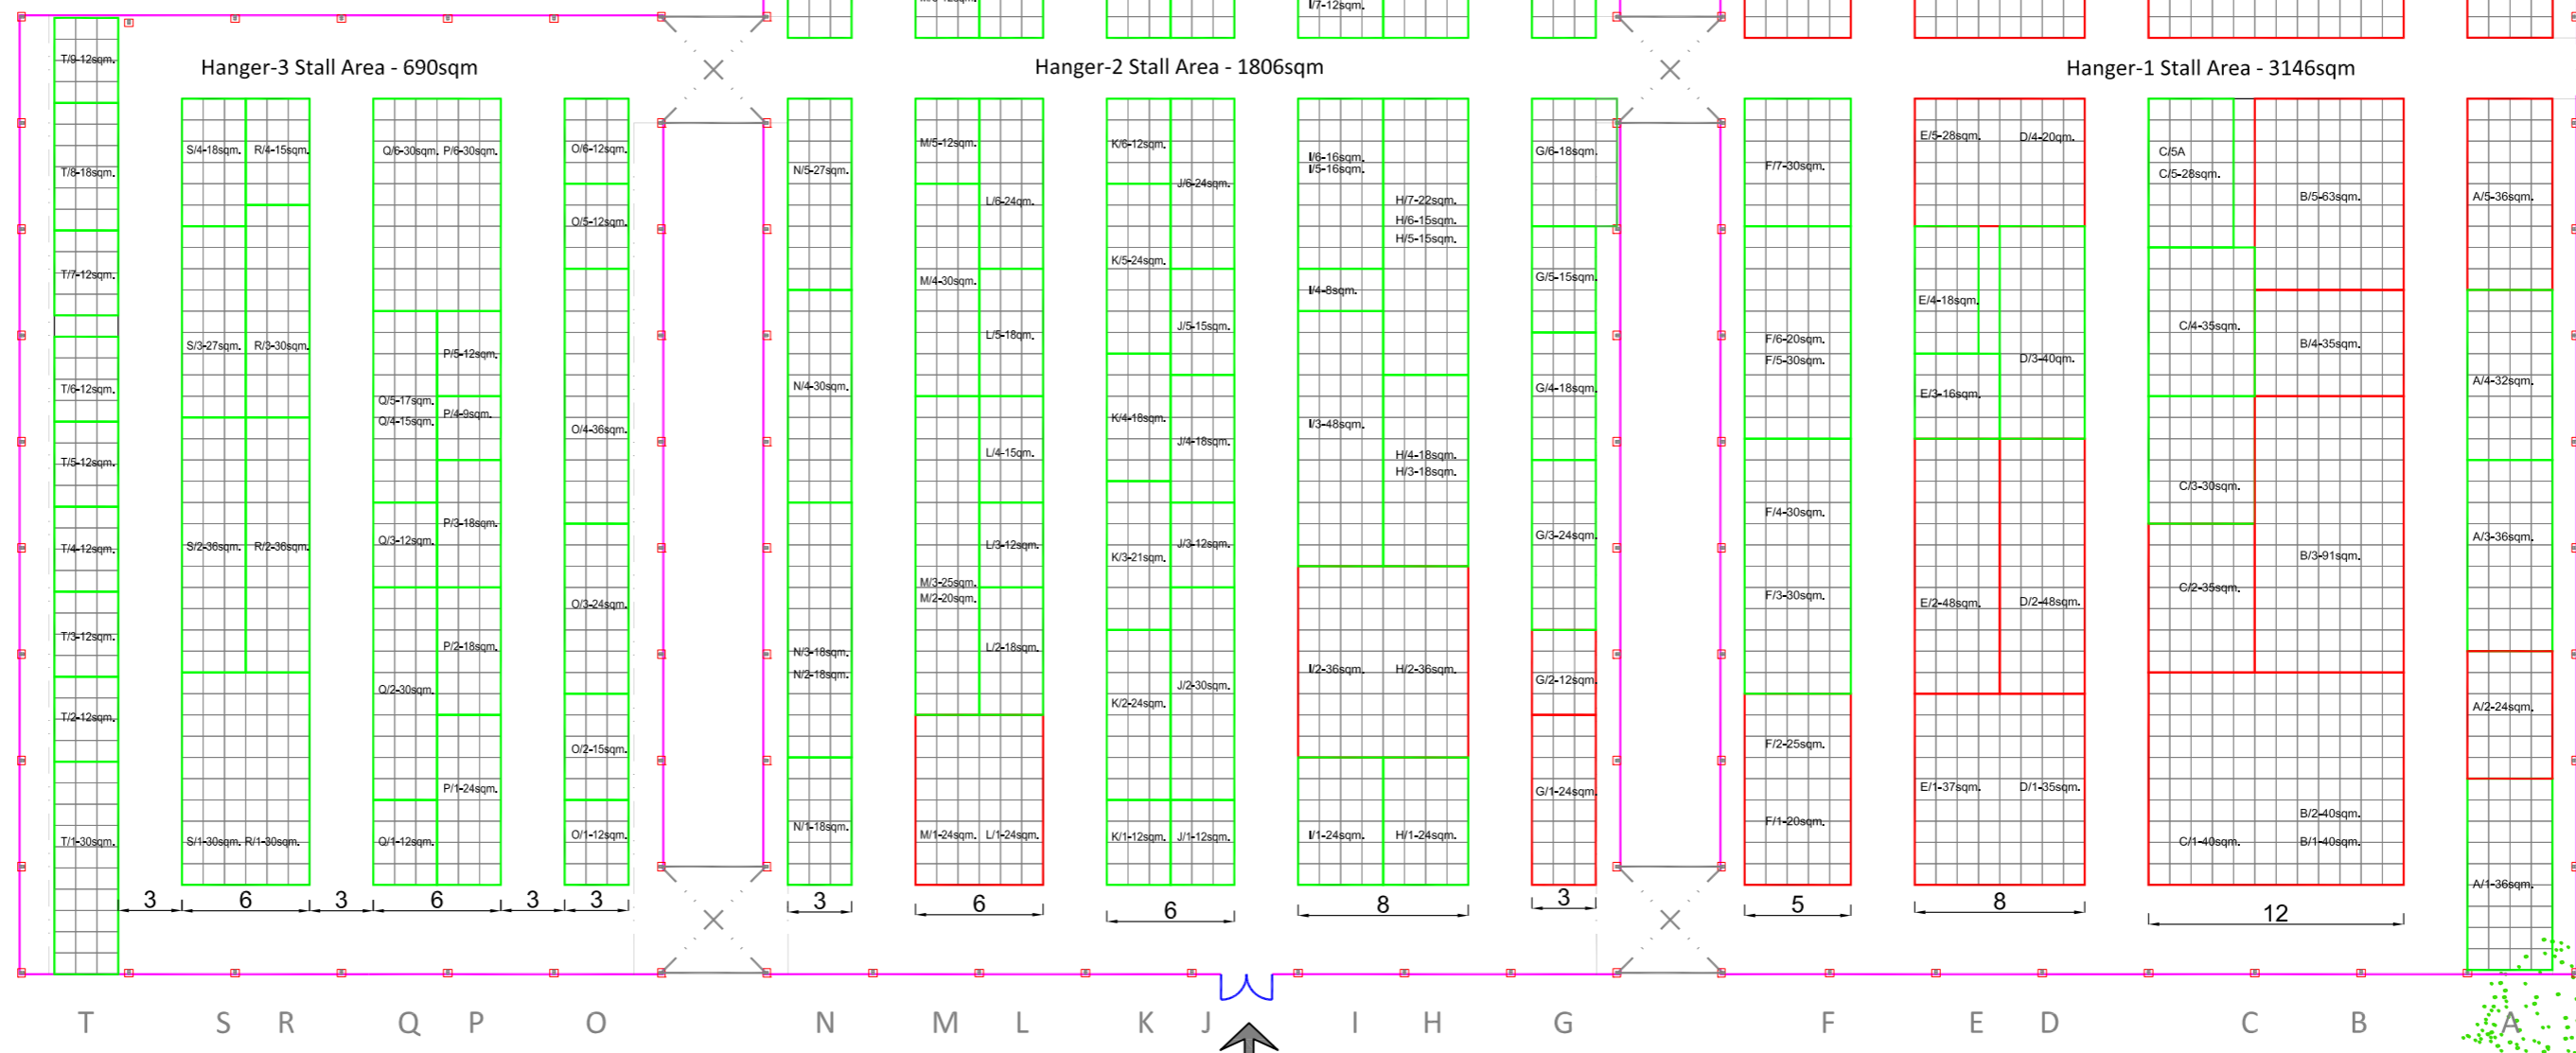 I/7-12sqm.
Hanger-3 Stall Area - 690sqm
Hanger-2 Stall Area - 1806sqm
Hanger-1 Stall Area - 3146sqm
T/9-12sqm.
T/8-18sqm.
T/7-12sqm.
T/6-12sqm.
T/5-12sqm.
T/4-12sqm.
T/3-12sqm.
T/2-12sqm.
T/1-30sqm.
S/4-18sqm.
S/3-27sqm.
S/2-36sqm.
S/1-30sqm.
R/4-15sqm.
R/3-30sqm.
R/2-36sqm.
R/1-30sqm.
Q/6-30sqm.
Q/5-17sqm.
Q/4-15sqm.
Q/3-12sqm.
Q/2-30sqm.
Q/1-12sqm.
P/6-30sqm.
P/5-12sqm.
P/4-9sqm.
P/3-18sqm.
P/2-18sqm.
P/1-24sqm.
O/6-12sqm.
O/5-12sqm.
O/4-36sqm.
O/3-24sqm.
O/2-15sqm.
O/1-12sqm.
N/5-27sqm.
N/4-30sqm.
N/3-18sqm.
N/2-18sqm.
N/1-18sqm.
M/5-12sqm.
M/4-30sqm.
M/3-25sqm.
M/2-20sqm.
M/1-24sqm.
L/6-24qm.
L/5-18qm.
L/4-15qm.
L/3-12sqm.
L/2-18sqm.
L/1-24sqm.
K/6-12sqm.
K/5-24sqm.
K/4-18sqm.
K/3-21sqm.
K/2-24sqm.
K/1-12sqm.
J/6-24sqm.
J/5-15sqm.
J/4-18sqm.
J/3-12sqm.
J/2-30sqm.
J/1-12sqm.
I/6-16sqm.
I/5-16sqm.
I/4-8sqm.
I/3-48sqm.
I/2-36sqm.
I/1-24sqm.
H/7-22sqm.
H/6-15sqm.
H/5-15sqm.
H/4-18sqm.
H/3-18sqm.
H/2-36sqm.
H/1-24sqm.
G/6-18sqm.
G/5-15sqm.
G/4-18sqm.
G/3-24sqm.
G/2-12sqm.
G/1-24sqm.
F/7-30sqm.
F/6-20sqm.
F/5-30sqm.
F/4-30sqm.
F/3-30sqm.
F/2-25sqm.
F/1-20sqm.
E/5-28sqm.
E/4-18sqm.
E/3-16sqm.
E/2-48sqm.
E/1-37sqm.
D/4-20qm.
D/3-40qm.
D/2-48sqm.
D/1-35sqm.
C/5A
C/5-28sqm.
C/4-35sqm.
C/3-30sqm.
C/2-35sqm.
C/1-40sqm.
B/5-63sqm.
B/4-35sqm.
B/3-91sqm.
B/2-40sqm.
B/1-40sqm.
A/5-36sqm.
A/4-32sqm.
A/3-36sqm.
A/2-24sqm.
A/1-36sqm.
3 6 3 6 3 3 3 6 6 8 3 5 8 12
T S R Q P O N M L K J I H G F E D C B A